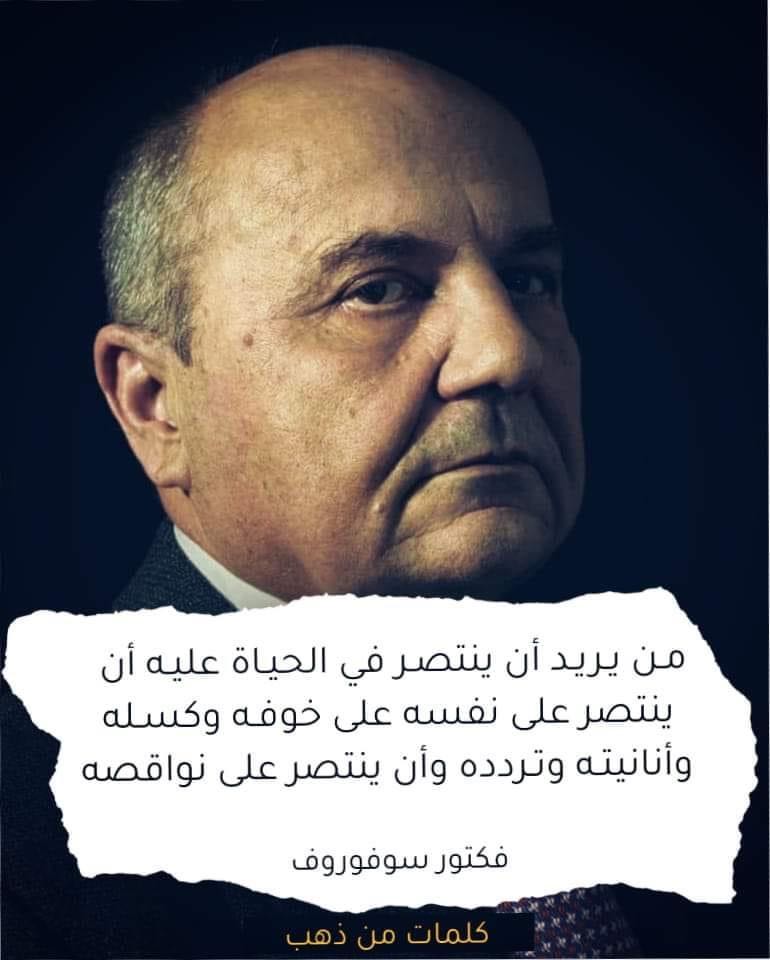 من يريد أن ينتصر في الحياة عليه أن
ينتصر على نفسه على خوفه وكسله
وأنانيته وتردده وأن ينتصر على نواقصه
فكتور سوفوروف
كلمات من ذهب